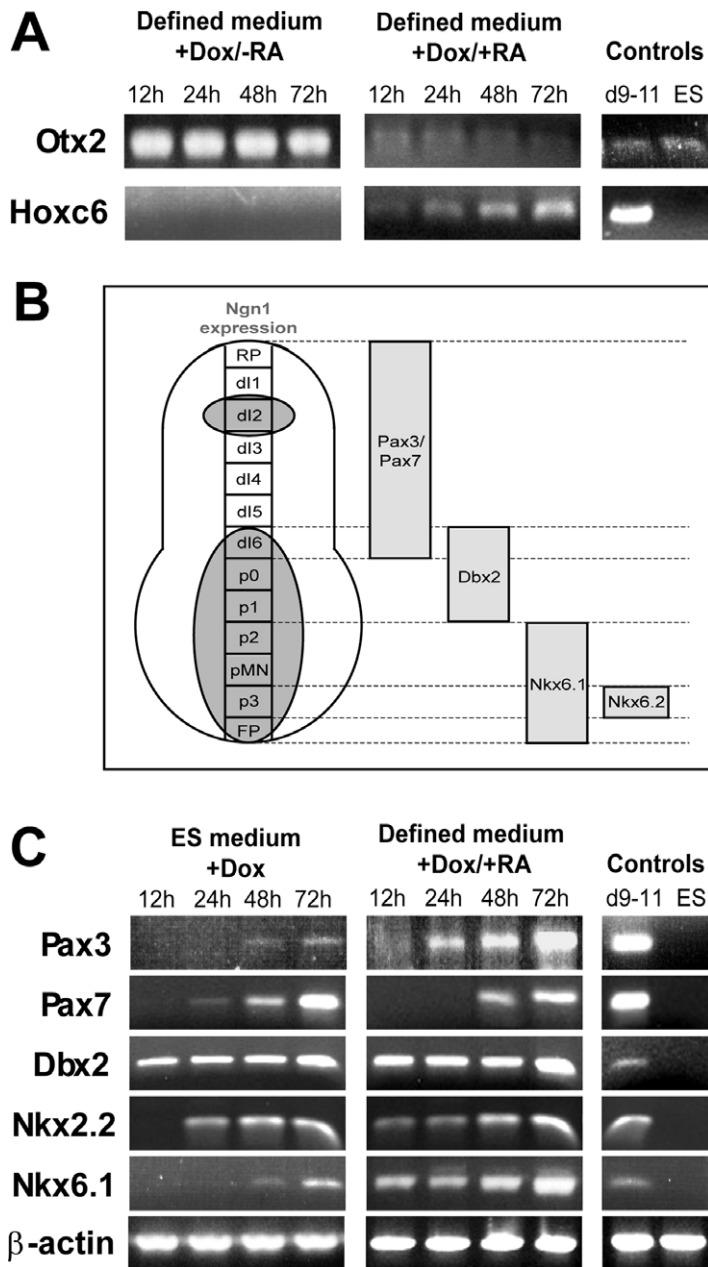 A
Defined medium
+Dox/-RA
Defined medium
+Dox/+RA
Controls
12h 24h 48h 72h
12h 24h 48h 72h
d9-11 ES
Otx2
Hoxc6
B
Ngn1
expression
RP
dI1
dI2
dI3
dI4
dI5
dI6
p0
p1
p2
pMN
p3
FP
Pax3/
Pax7
Dbx2
Nkx6.1
Nkx6.2
C
ES medium
+Dox
Defined medium
+Dox/+RA
Controls
12h 24h 48h 72h
12h 24h 48h 72h
d9-11 ES
Pax3
Pax7
Dbx2
Nkx2.2
Nkx6.1
β-actin